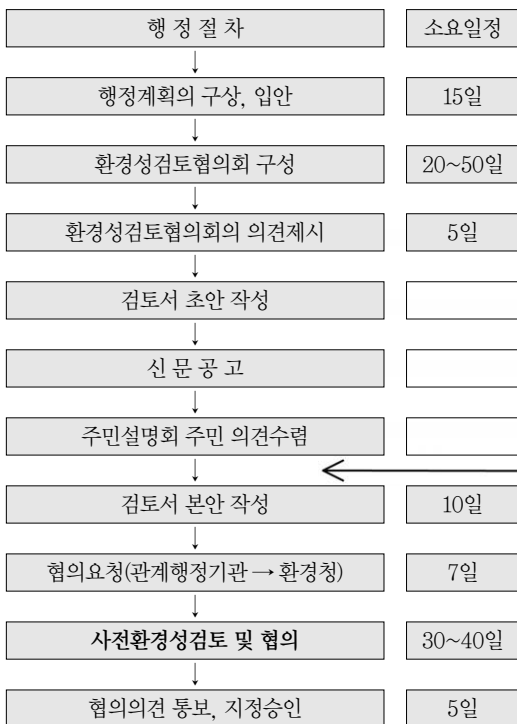 행 정 절 차 소요일정
행정계획의 구상, 입안 15일
환경성검토협의회 구성 20~50일
환경성검토협의회의 의견제시 5일
검토서 초안 작성
신 문 공 고
주민설명회 주민 의견수렴
검토서 본안 작성 10일
협의요청(관계행정기관→환경청) 7일
사전환경성검토 및 협의 30~40일
협의의견 통보, 지정승인 5일